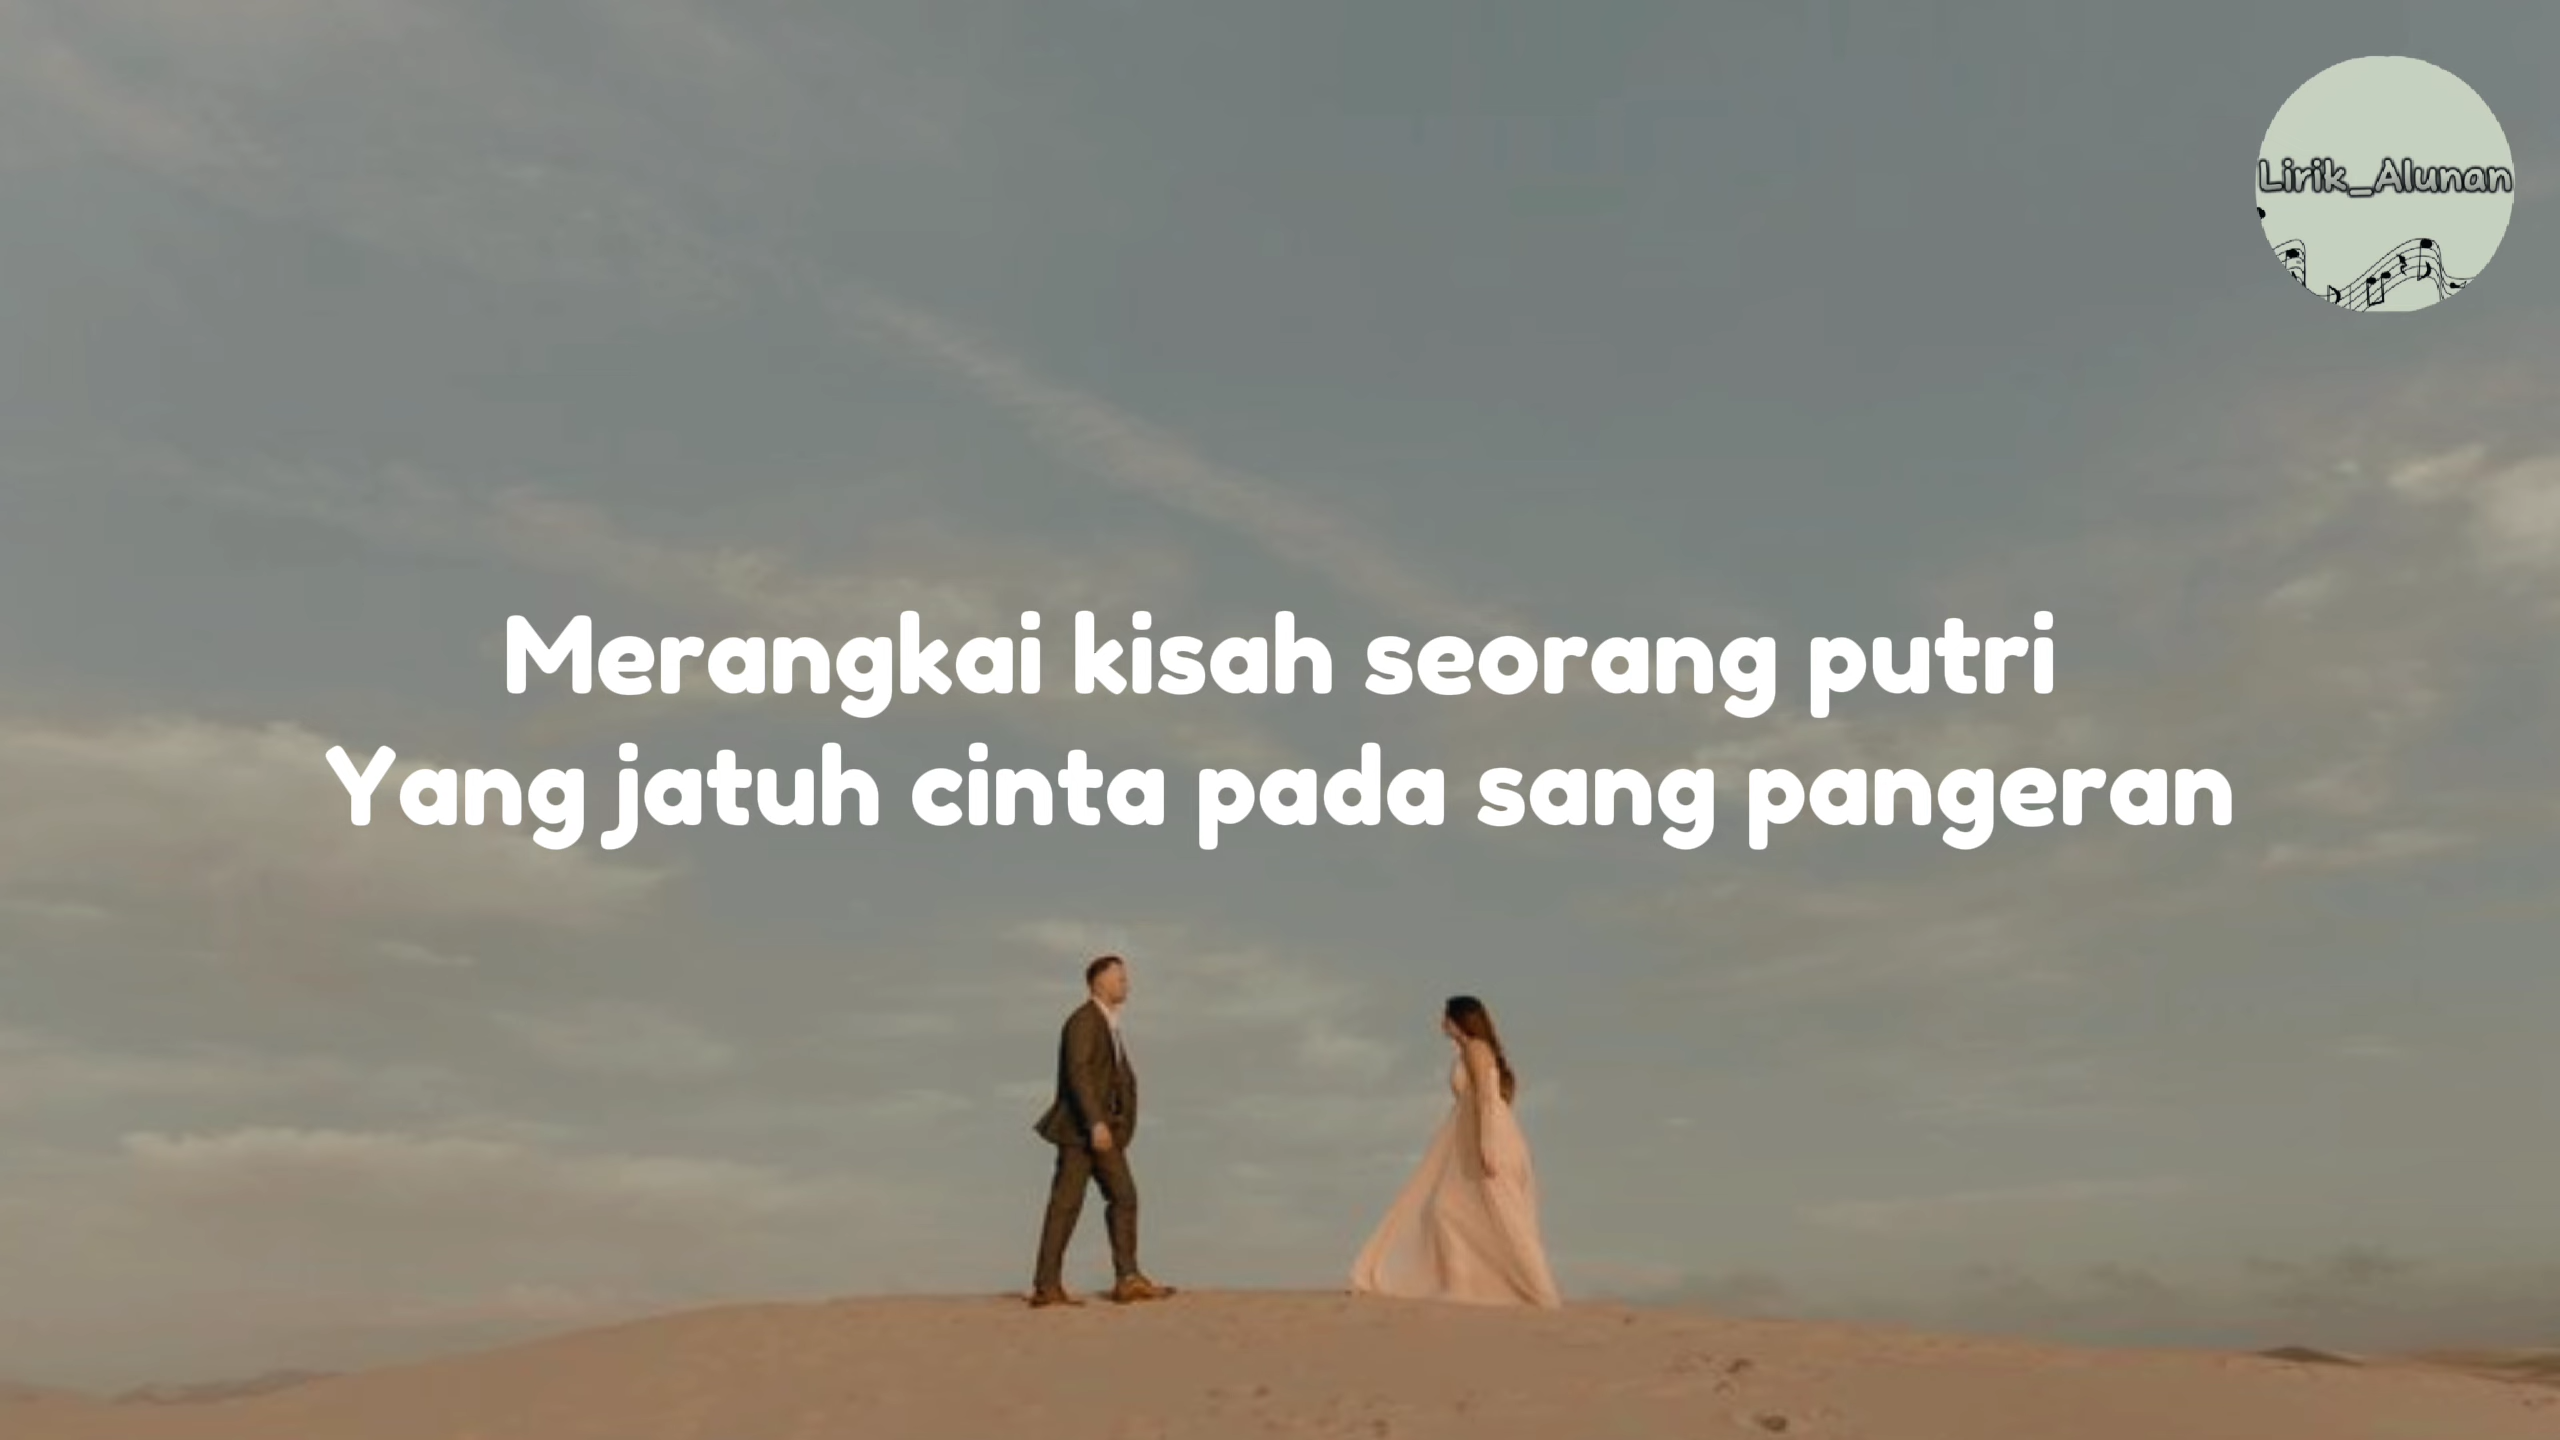 Lirik_Alunan
Merangkai kisah seorang putri
Yang jatuh cinta pada sang pangeran